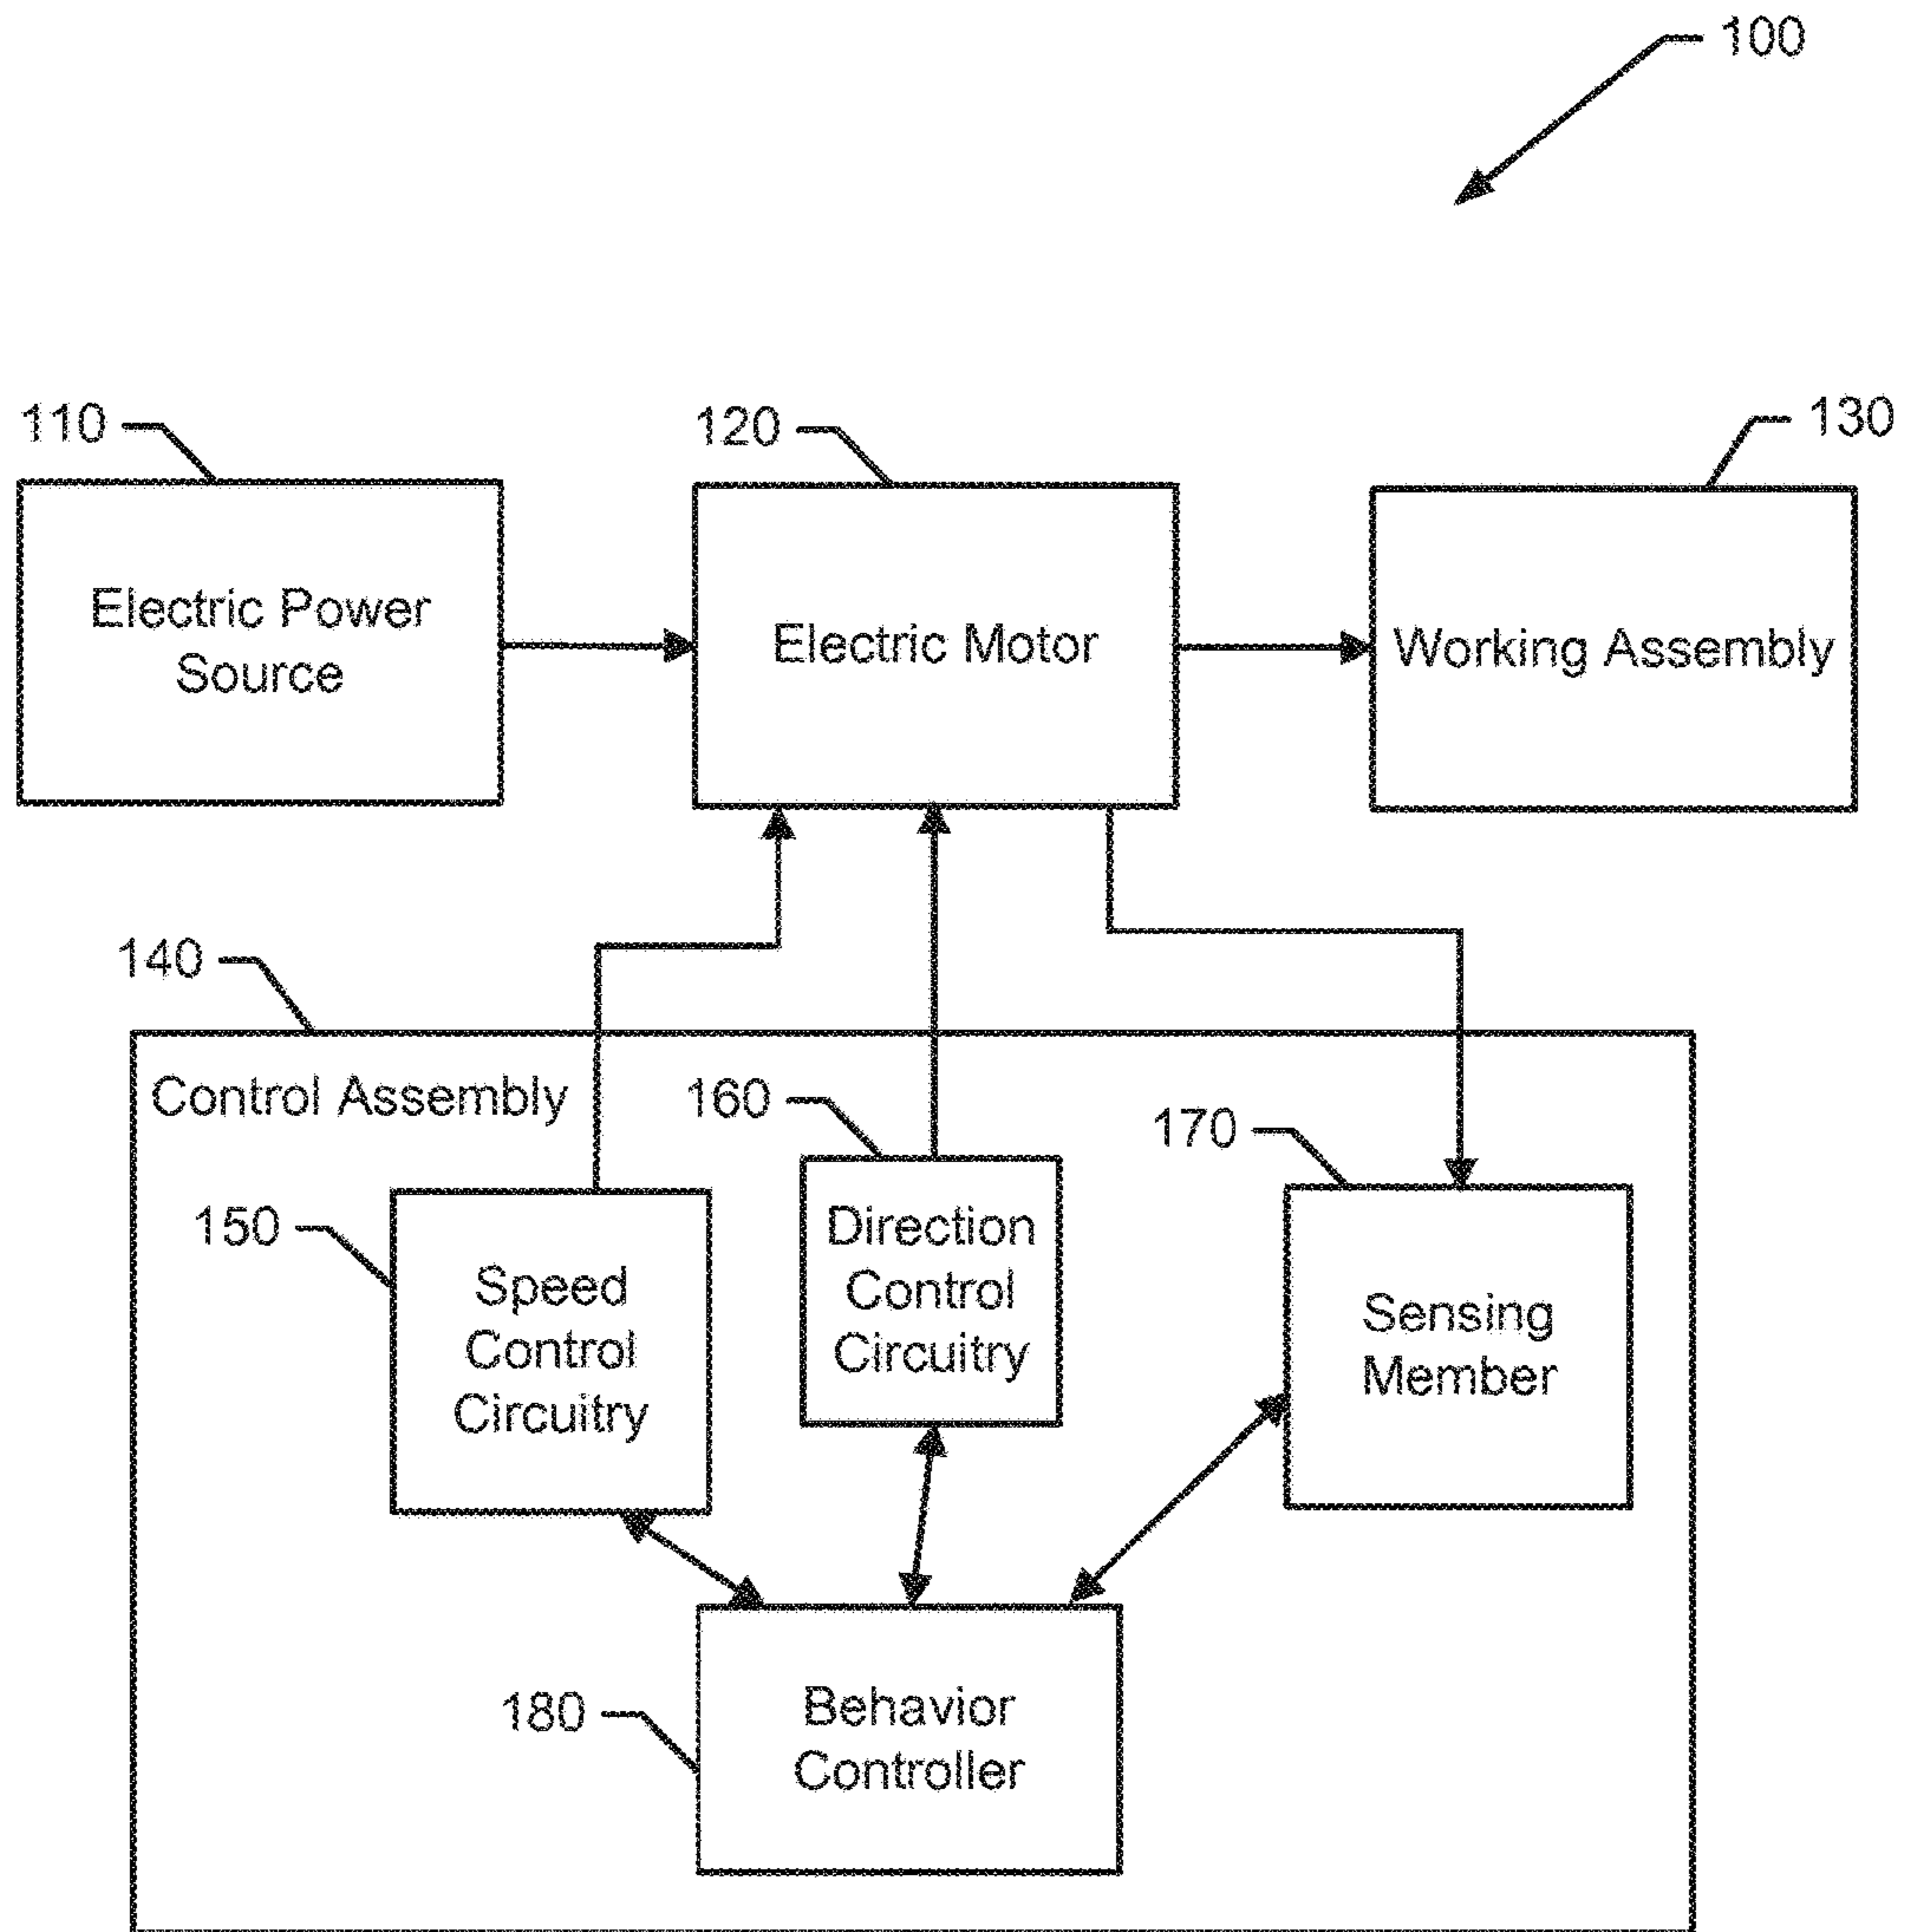 100
110
120
130
Electric Power
Source
Electric Motor
Working Assembly
140
Control Assembly
160
170
150
Direction
Control
Circuitry
Speed
Control
Circuitry
Sensing
Member
180
Behavior
Controller